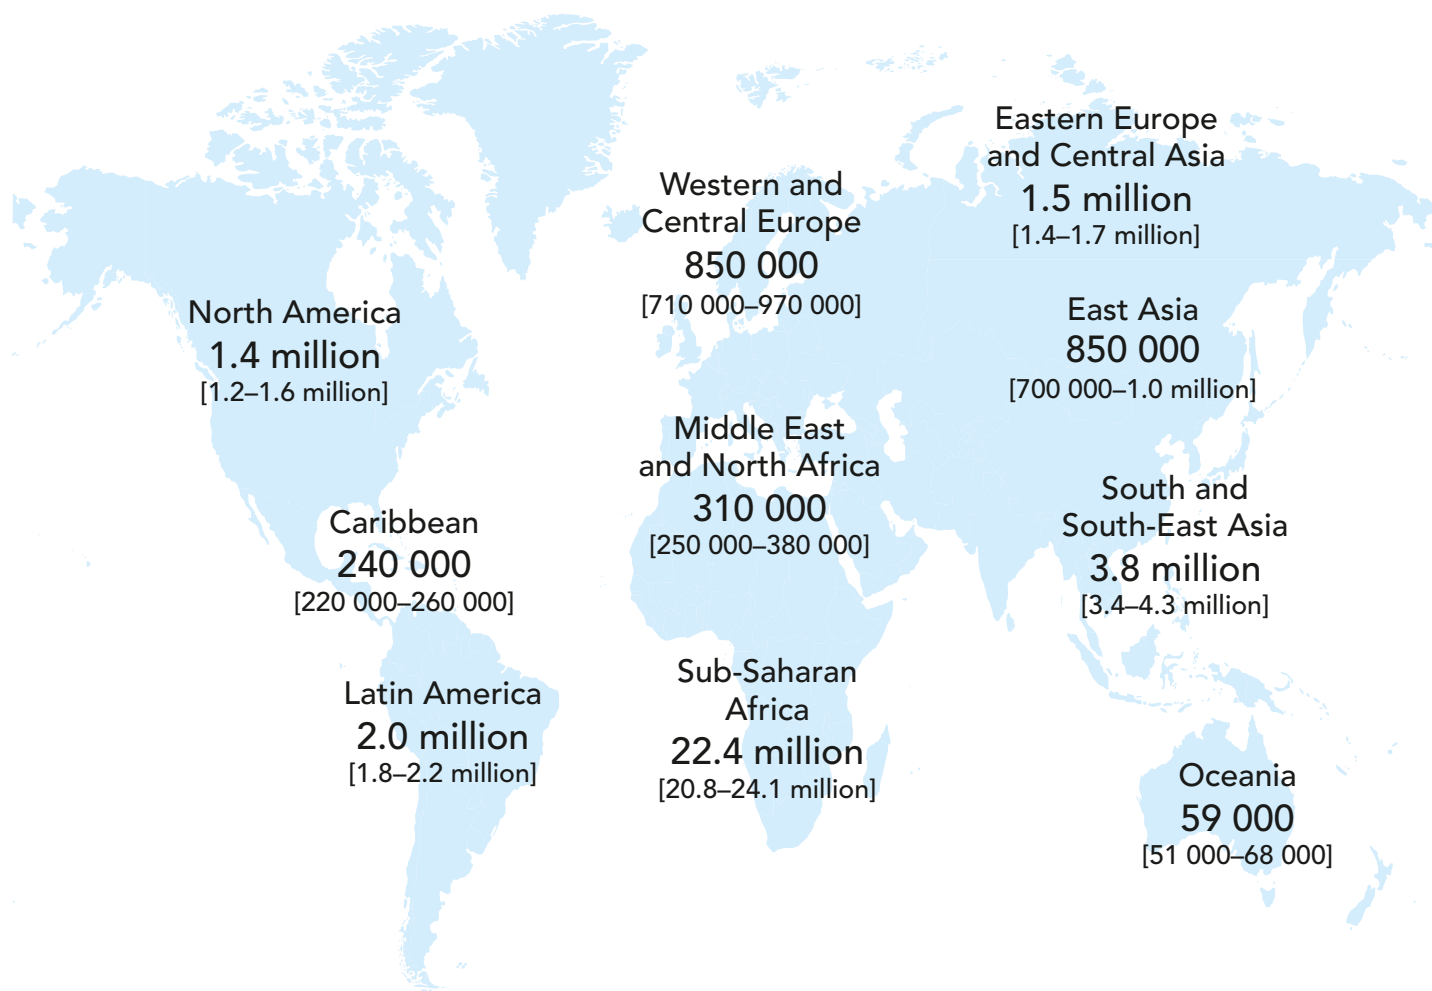 Eastern Europe
and Central Asia
1.5 million
[1.4–1.7 million]
Western and
Central Europe
850 000
[710 000–970 000]
North America
1.4 million
[1.2–1.6 million]
East Asia
850 000
[700 000–1.0 million]
Middle East
and North Africa
310 000
[250 000–380 000]
South and
South-East Asia
3.8 million
[3.4–4.3 million]
Caribbean
240 000
[220 000–260 000]
Sub-Saharan
Africa
22.4 million
[20.8–24.1 million]
Latin America
2.0 million
[1.8–2.2 million]
Oceania
59 000
[51 000–68 000]